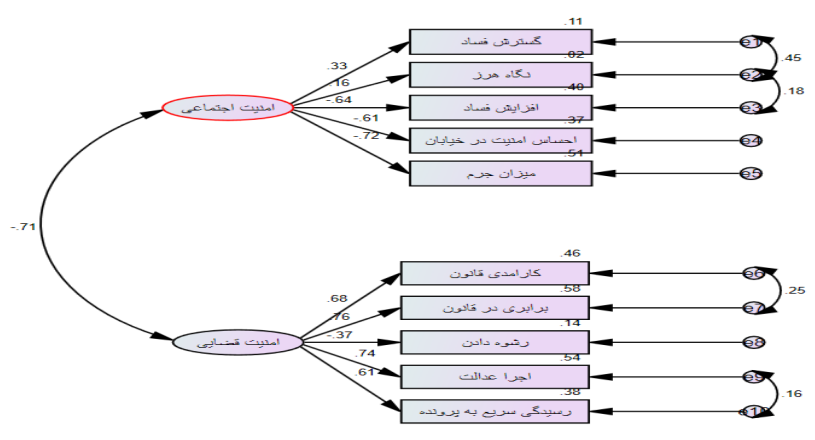 .11
گسترش فساد
e1
.33
.02
.45
نگاه هرز
e2
.16
.40
.18
امنیت اجتماعی
افزایش فساد
e3
-.64
.37
-.61
احساس امنیت در خیابان
e4
-.72
.51
میزان جرم
e5
-.71
.46
کارامدی قانون
e6
.68
.58
.25
برابری در قانون
e7
.76
.14
امنیت قضایی
رشوه دادن
e8
-.37
.54
.74
اجرا عدالت
e9
.61
.38
.16
رسیدگی سریع به پرونده
e10